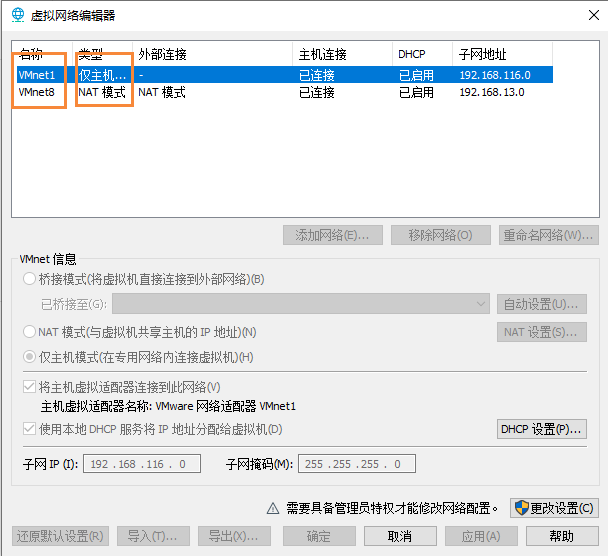 虚拟网络编辑器
名称 类型 外部连接 主机连接 DHCP 子网地址
VMnet1 仅主机... - 已连接 已启用 192.168.116.0
VMnet8 NAT 模式 NAT 模式 已连接 已启用 192.168.13.0
添加网络(E)... 移除网络(O) 重命名网络(W)...
VMnet 信息
桥接模式(将虚拟机直接连接到外部网络)(B)
已桥接至(G): 自动设置(U)...
NAT 模式(与虚拟机共享主机的 IP 地址)(N) NAT 设置(S)...
仅主机模式(在专用网络内连接虚拟机)(H)
将主机虚拟适配器连接到此网络(V)
主机虚拟适配器名称: VMware 网络适配器 VMnet1
使用本地 DHCP 服务将 IP 地址分配给虚拟机(D) DHCP 设置(P)...
子网 IP (I): 192 . 168 . 116 . 0 子网掩码(M): 255 . 255 . 255 . 0
需要具备管理员特权才能修改网络配置。 更改设置(C)
还原默认设置(R) 导入(T)... 导出(X)... 确定 取消 应用(A) 帮助